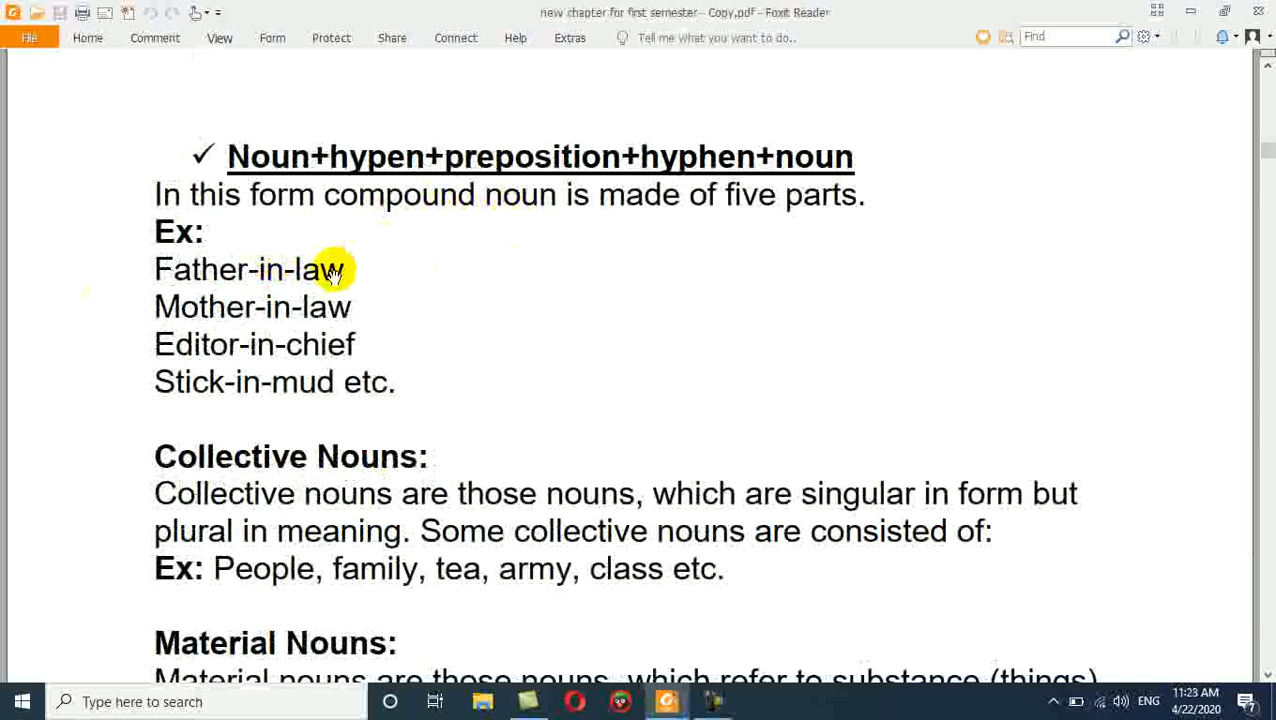 new chapter for first semester-- Copy.pdf - Foxit Reader
File Home Comment View Form Protect Share Connect Help Extras Tell me what you want to do.. Find
✓ Noun+hypen+preposition+hyphen+noun
In this form compound noun is made of five parts.
Ex:
Father-in-law
Mother-in-law
Editor-in-chief
Stick-in-mud etc.
Collective Nouns:
Collective nouns are those nouns, which are singular in form but
plural in meaning. Some collective nouns are consisted of:
Ex: People, family, tea, army, class etc.
Material Nouns:
Material nouns are those nouns, which refer to substance (things)
Type here to search
ENG
11:23 AM
4/22/2020
7